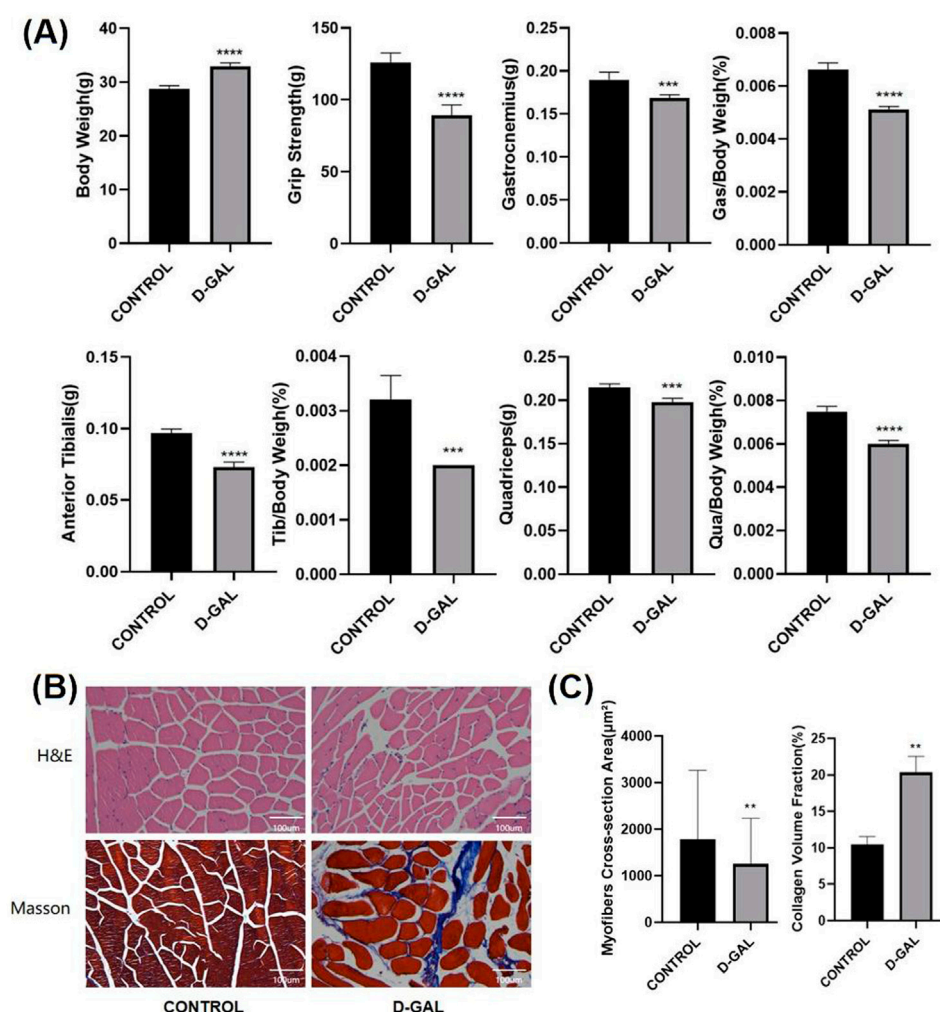 (A)
Body Weigh(g)
40
30
20
10
0
****
CONTROL
D-GAL
Grip Strength(g)
150
100
50
0
****
CONTROL
D-GAL
Gastrocnemius(g)
0.25
0.20
0.15
0.10
0.05
0.00
***
CONTROL
D-GAL
Gas/Body Weigh(%)
0.008
0.006
0.004
0.002
0.000
****
CONTROL
D-GAL
Anterior Tibialis(g)
0.15
0.10
0.05
0.00
****
CONTROL
D-GAL
Tib/Body Weigh(%)
0.004
0.003
0.002
0.001
0.000
***
CONTROL
D-GAL
Quadriceps(g)
0.25
0.20
0.15
0.10
0.05
0.00
***
CONTROL
D-GAL
Qua/Body Weigh(%)
0.010
0.008
0.006
0.004
0.002
0.000
****
CONTROL
D-GAL
(B)
H&E
100um
100um
Masson
100um
100um
CONTROL
D-GAL
(C)
Myofibers Cross-section Area(μm²)
4000
3000
2000
1000
0
**
CONTROL
D-GAL
Collagen Volume Fraction(%)
25
20
15
10
5
0
**
CONTROL
D-GAL